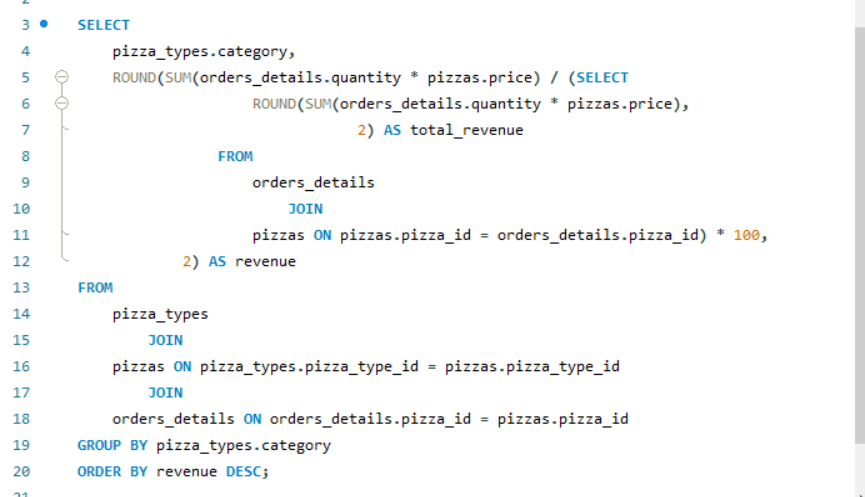 3 SELECT
4 pizza_types.category,
5 ROUND(SUM(orders_details.quantity * pizzas.price) / (SELECT
6 ROUND(SUM(orders_details.quantity * pizzas.price),
7 2) AS total_revenue
8 FROM
9 orders_details
10 JOIN
11 pizzas ON pizzas.pizza_id = orders_details.pizza_id) * 100,
12 2) AS revenue
13 FROM
14 pizza_types
15 JOIN
16 pizzas ON pizza_types.pizza_type_id = pizzas.pizza_type_id
17 JOIN
18 orders_details ON orders_details.pizza_id = pizzas.pizza_id
19 GROUP BY pizza_types.category
20 ORDER BY revenue DESC;